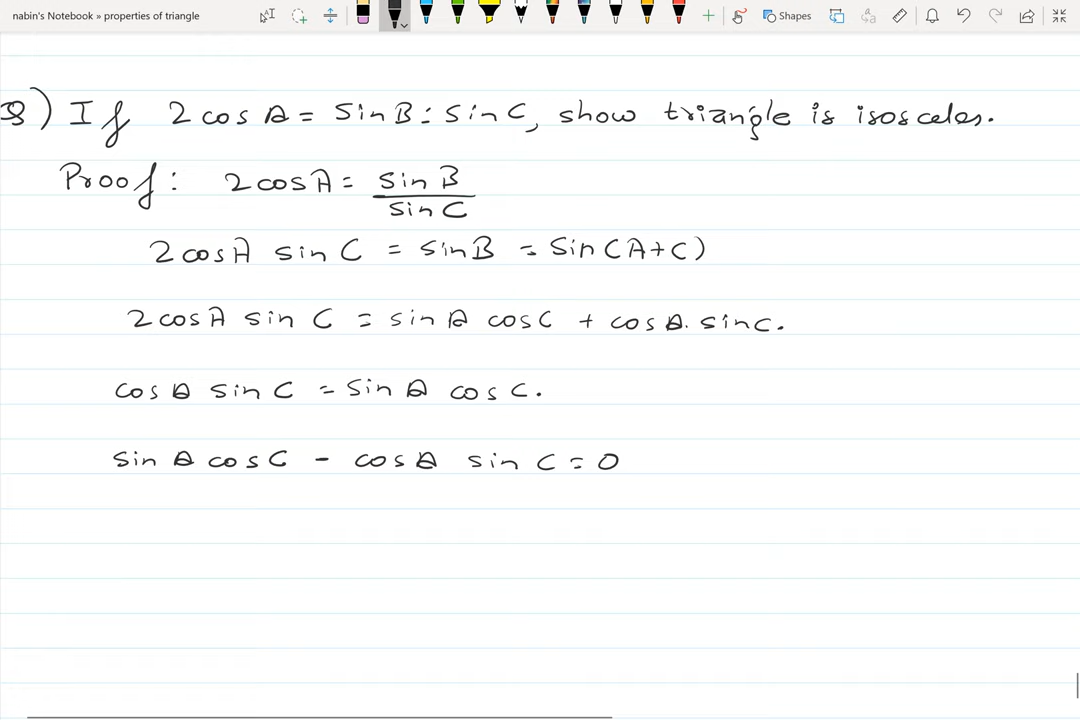 nabin's Notebook » properties of triangle
Shapes
8) If 2 cos A = Sin B : Sin C, show triangle is isosceles.
Proof : 2 cos A = sin B / sin C
2 cos A sin C = sin B = Sin (A+C)
2 cos A sin C = sin A cos C + cos A. sin C.
cos A sin C = sin A cos C.
sin A cos C - cos A sin C = 0